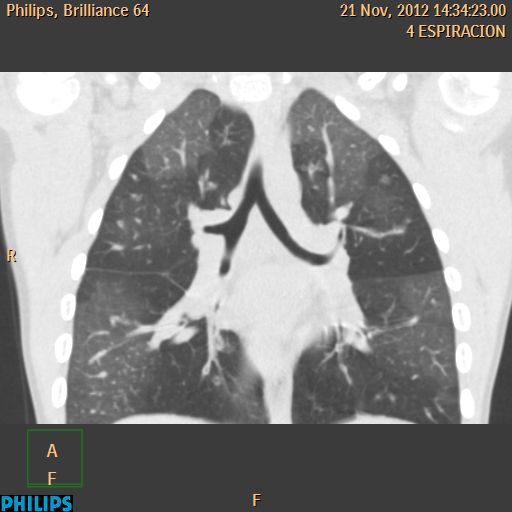 Philips, Brilliance 64
21 Nov, 2012 14:34:23.00
4 ESPIRACION
R
A
F
F
PHILIPS